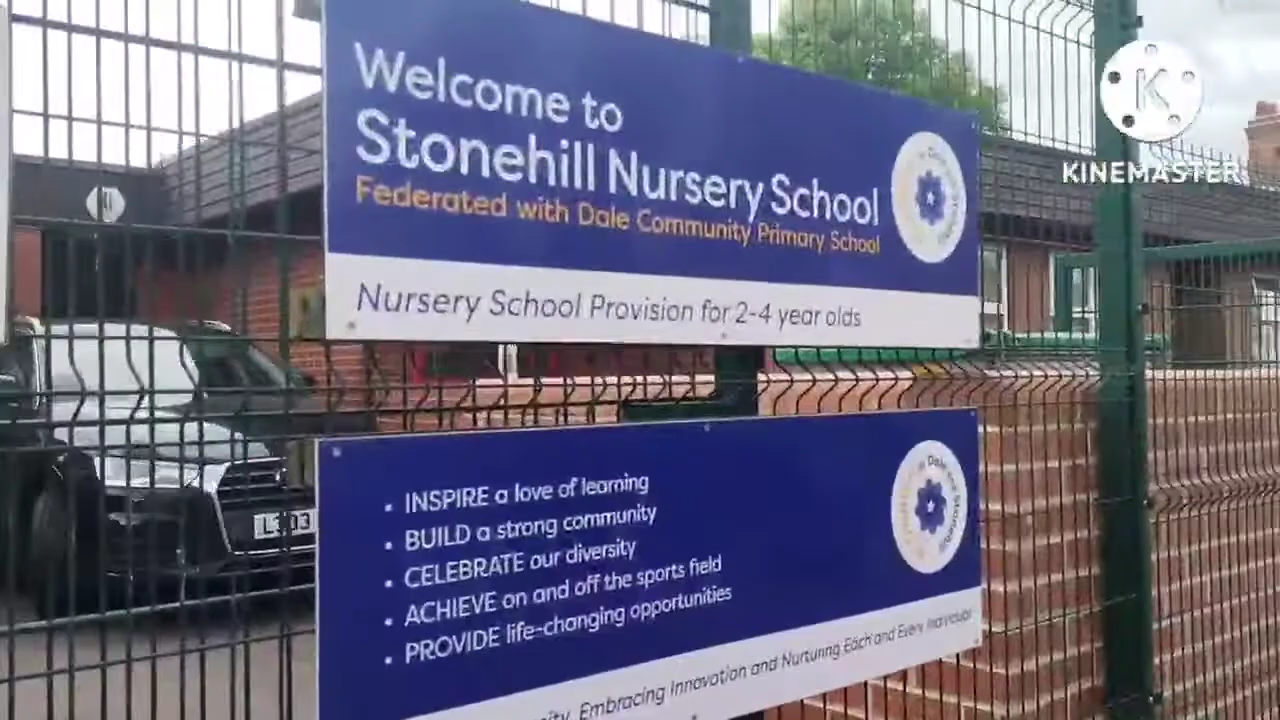 Welcome to
Stonehill Nursery School
Federated with Dale Community Primary School
Nursery School Provision for 2-4 year olds
K
KINEMASTER
• INSPIRE a love of learning
• BUILD a strong community
• CELEBRATE our diversity
• ACHIEVE on and off the sports field
• PROVIDE life-changing opportunities
Embracing Innovation and Nurturing Each and Every Individual